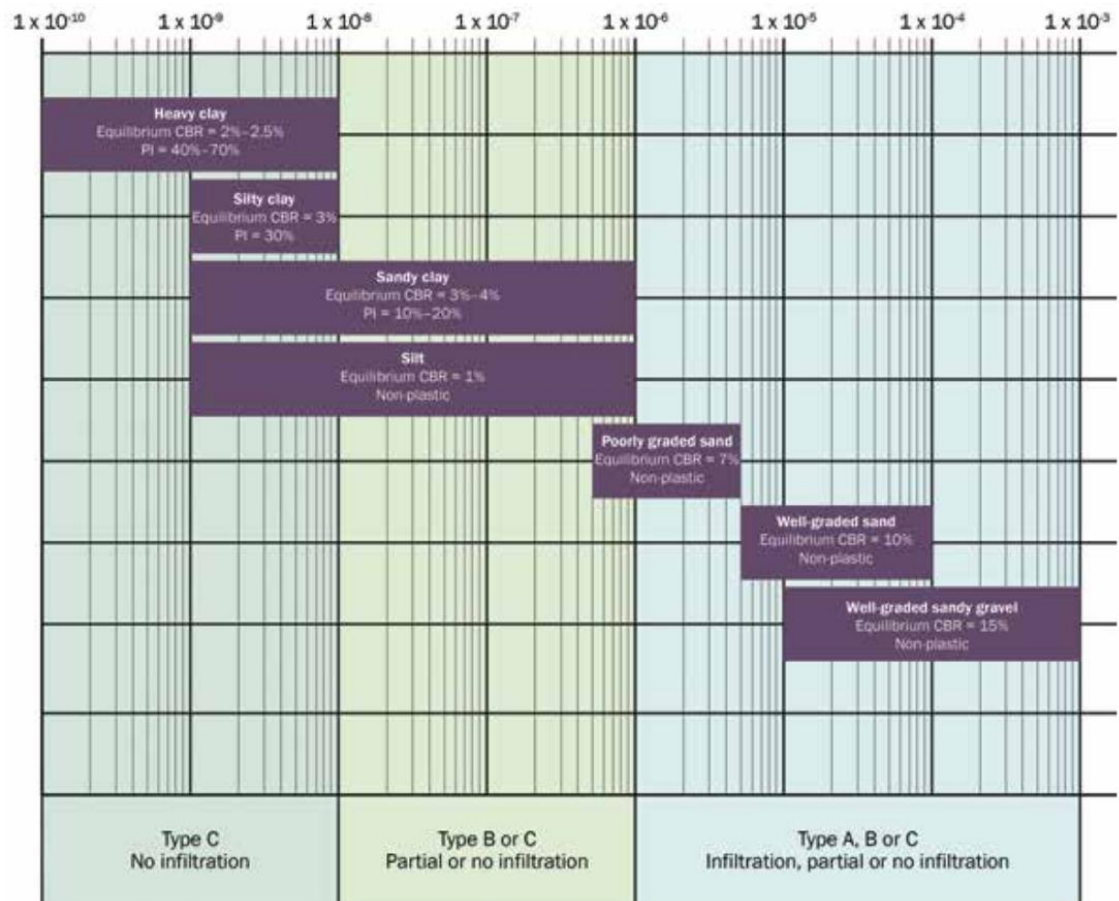 1 x 10⁻¹⁰ 1 x 10⁻⁹ 1 x 10⁻⁸ 1 x 10⁻⁷ 1 x 10⁻⁶ 1 x 10⁻⁵ 1 x 10⁻⁴ 1 x 10⁻³
Heavy clay
Equilibrium CBR = 2%–2.5%
PI = 40%–70%
Silty clay
Equilibrium CBR = 3%
PI = 30%
Sandy clay
Equilibrium CBR = 3%–4%
PI = 10%–20%
Silt
Equilibrium CBR = 1%
Non-plastic
Poorly graded sand
Equilibrium CBR = 7%
Non-plastic
Well-graded sand
Equilibrium CBR = 10%
Non-plastic
Well-graded sandy gravel
Equilibrium CBR = 15%
Non-plastic
Type C
No infiltration
Type B or C
Partial or no infiltration
Type A, B or C
Infiltration, partial or no infiltration